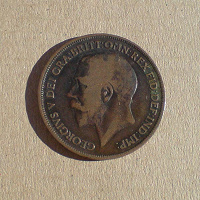 GEORGIVS V DEI GRA:BRITT:OMN:REX FID:DEF:IND:IMP: